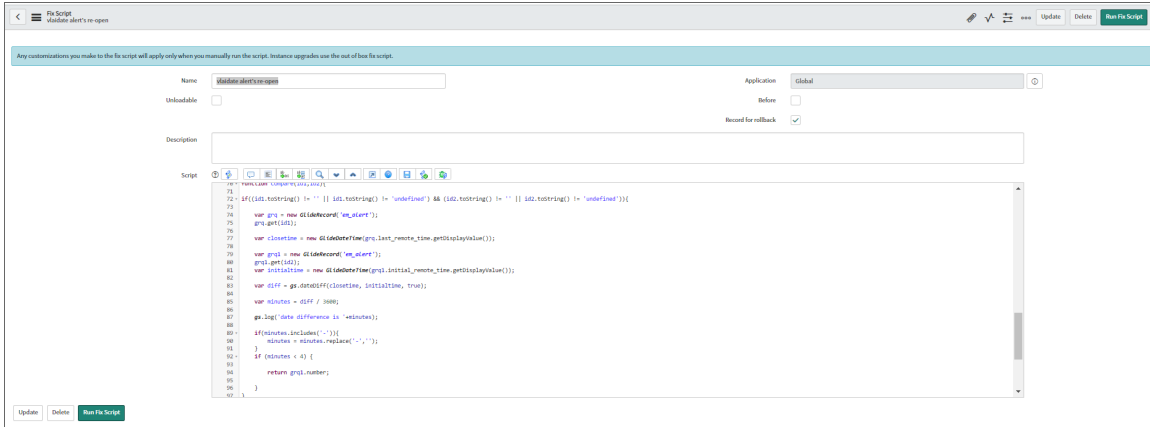 Fix Script
vlaidate alert's re-open
Update
Delete
Run Fix Script
Any customizations you make to the fix script will apply only when you manually run the script. Instance upgrades use the out of box fix script.
Name
vlaidate alert's re-open
Application
Global
Unloadable
Before
Record for rollback
Description
Script
70 function compare(id1,id2){
71
72 if((id1.toString() != '' || id1.toString() != 'undefined') && (id2.toString() != '' || id2.toString() != 'undefined')){
73
74 var grq = new GlideRecord('em_alert');
75 grq.get(id1);
76
77 var closetime = new GlideDateTime(grq.last_remote_time.getDisplayValue());
78
79 var grq1 = new GlideRecord('em_alert');
80 grq1.get(id2);
81 var initialtime = new GlideDateTime(grq1.initial_remote_time.getDisplayValue());
82
83 var diff = gs.dateDiff(closetime, initialtime, true);
84
85 var minutes = diff / 3600;
86
87 gs.log('date difference is '+minutes);
88
89 if(minutes.includes('-')){
90 minutes = minutes.replace('-','');
91 }
92 if (minutes < 4) {
93
94 return grq1.number;
95
96 }
97 }
Update
Delete
Run Fix Script